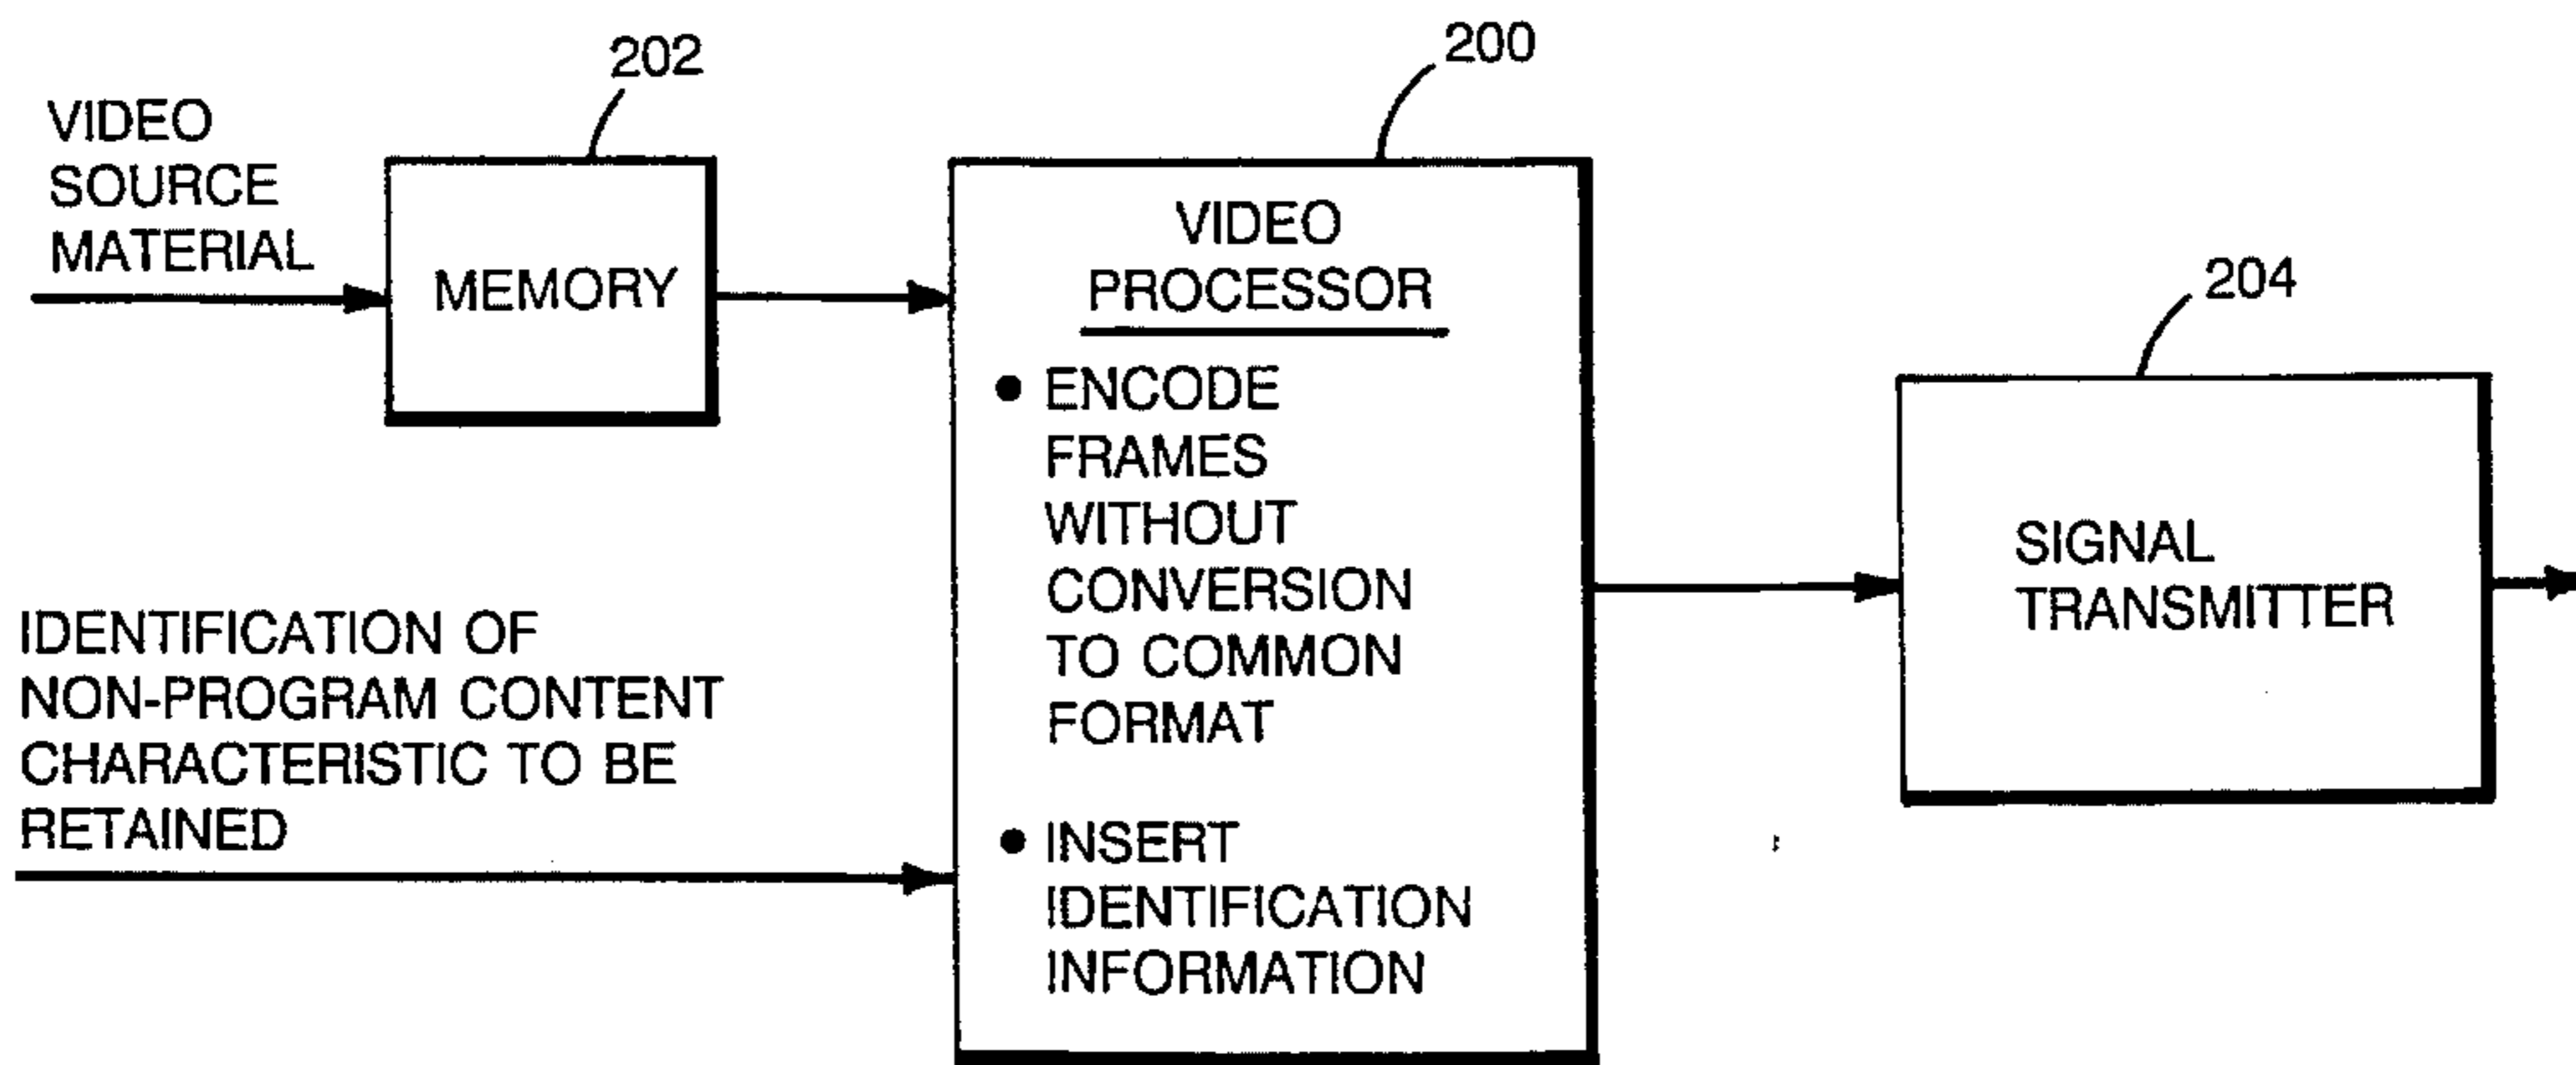 202
200
VIDEO
SOURCE
MATERIAL
MEMORY
VIDEO
PROCESSOR
● ENCODE
FRAMES
WITHOUT
CONVERSION
TO COMMON
FORMAT
● INSERT
IDENTIFICATION
INFORMATION
204
SIGNAL
TRANSMITTER
IDENTIFICATION OF
NON-PROGRAM CONTENT
CHARACTERISTIC TO BE
RETAINED